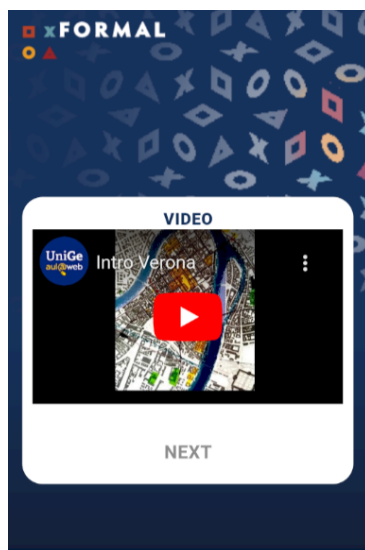 xFORMAL
VIDEO
UniGe
aul@web
Intro Verona
NEXT